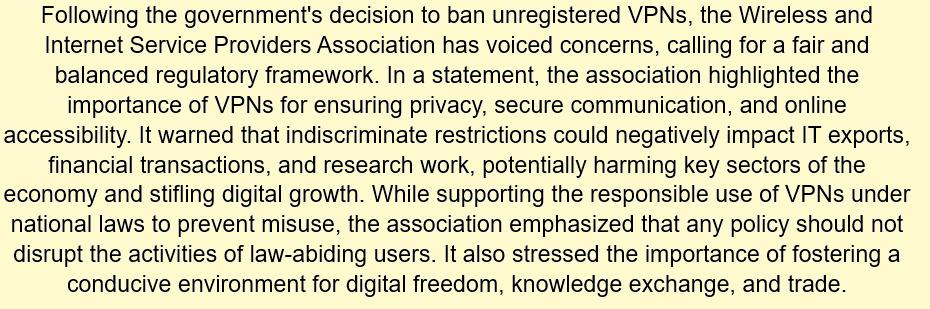 Following the government's decision to ban unregistered VPNs, the Wireless and
Internet Service Providers Association has voiced concerns, calling for a fair and
balanced regulatory framework. In a statement, the association highlighted the
importance of VPNs for ensuring privacy, secure communication, and online
accessibility. It warned that indiscriminate restrictions could negatively impact IT exports,
financial transactions, and research work, potentially harming key sectors of the
economy and stifling digital growth. While supporting the responsible use of VPNs under
national laws to prevent misuse, the association emphasized that any policy should not
disrupt the activities of law-abiding users. It also stressed the importance of fostering a
conducive environment for digital freedom, knowledge exchange, and trade.